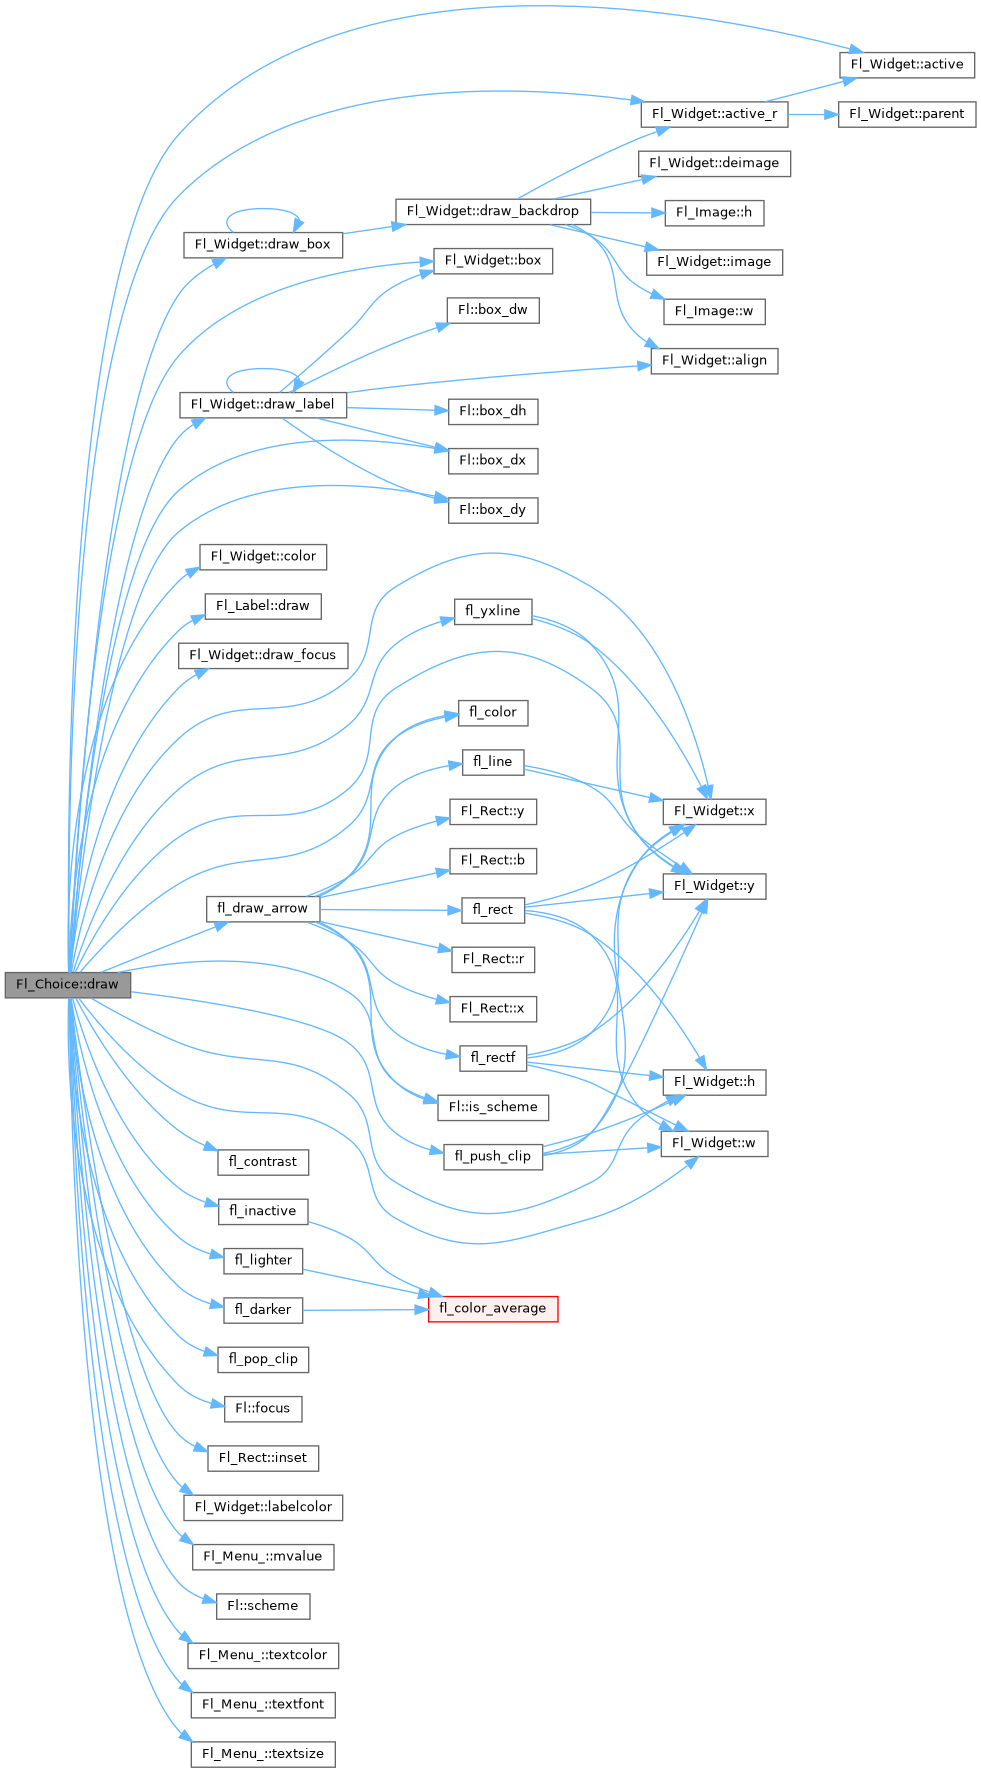 Fl_Widget::active
Fl_Widget::active_r
Fl_Widget::parent
Fl_Widget::deimage
Fl_Widget::draw_backdrop
Fl_Image::h
Fl_Widget::draw_box
Fl_Widget::box
Fl_Widget::image
Fl::box_dw
Fl_Image::w
Fl_Widget::align
Fl_Widget::draw_label
Fl::box_dh
Fl::box_dx
Fl::box_dy
Fl_Widget::color
Fl_Label::draw
fl_yxline
Fl_Widget::draw_focus
fl_color
fl_line
Fl_Rect::y
Fl_Widget::x
Fl_Rect::b
Fl_Widget::y
fl_draw_arrow
fl_rect
Fl_Rect::r
Fl_Choice::draw
Fl_Rect::x
fl_rectf
Fl_Widget::h
Fl::is_scheme
Fl_Widget::w
fl_push_clip
fl_contrast
fl_inactive
fl_lighter
fl_darker
fl_color_average
fl_pop_clip
Fl::focus
Fl_Rect::inset
Fl_Widget::labelcolor
Fl_Menu_::mvalue
Fl::scheme
Fl_Menu_::textcolor
Fl_Menu_::textfont
Fl_Menu_::textsize